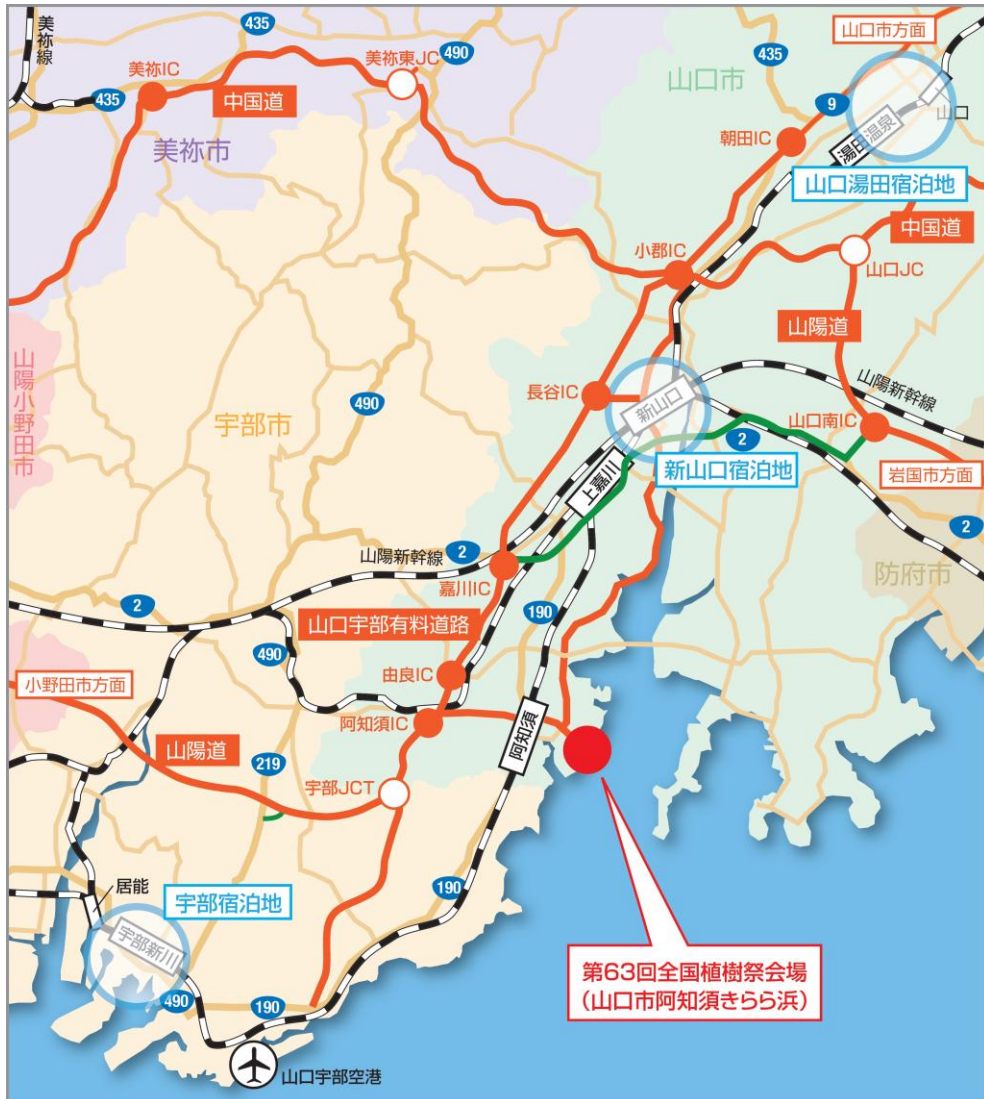 435
美祢線
美祢東JC
490
435
山口市方面
美祢IC
山口市
435
中国道
9
山口
美祢市
朝田IC
湯田温泉
山口湯田宿泊地
中国道
小郡IC
山口JC
山陽道
山陽小野田市
490
長谷IC
新山口
山陽新幹線
宇部市
山口南IC
2
新山口宿泊地
岩国市方面
上嘉川
2
山陽新幹線
2
嘉川IC
防府市
2
190
山口宇部有料道路
490
由良IC
小野田市方面
阿知須IC
阿知須
山陽道
219
宇部JCT
居能
宇部宿泊地
190
宇部新川
第63回全国植樹祭会場
(山口市阿知須きらら浜)
490
190
山口宇部空港